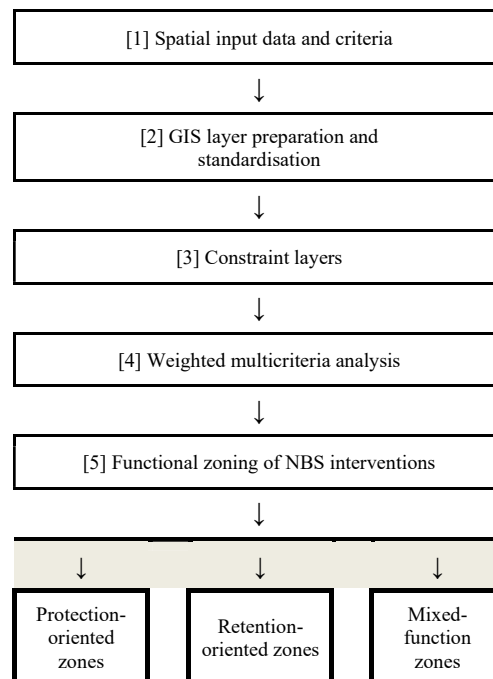 [1] Spatial input data and criteria
↓
[2] GIS layer preparation and
standardisation
↓
[3] Constraint layers
↓
[4] Weighted multicriteria analysis
↓
[5] Functional zoning of NBS interventions
↓
↓ ↓ ↓
Protection-
oriented
zones
Retention-
oriented zones
Mixed-
function
zones